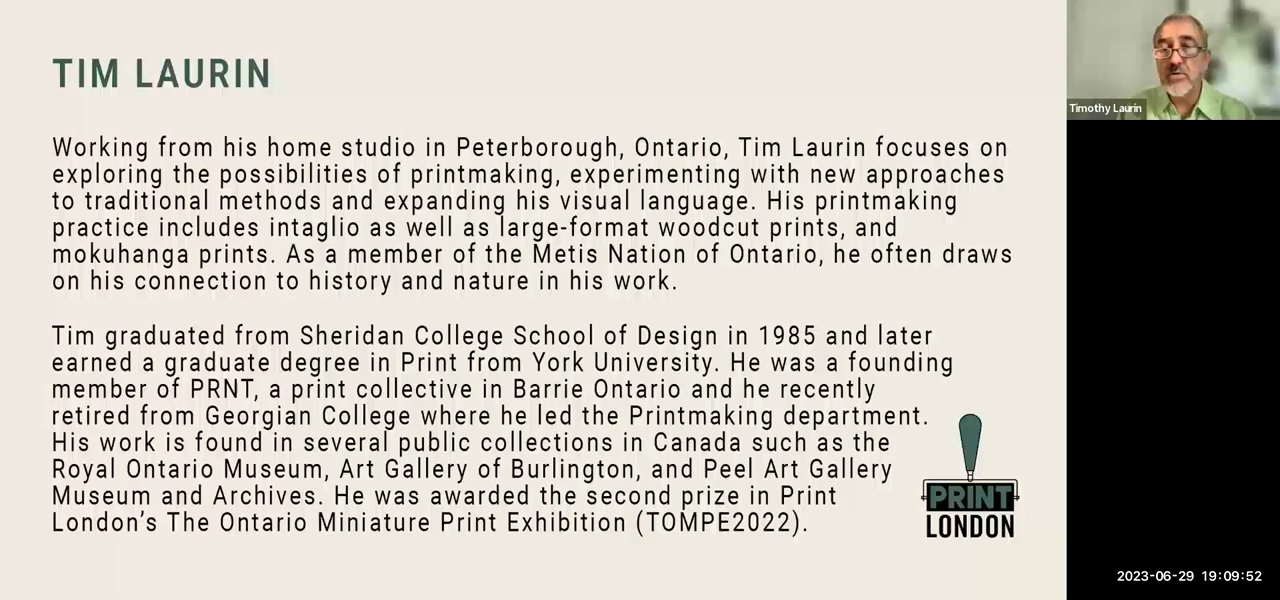 TIM LAURIN
Working from his home studio in Peterborough, Ontario, Tim Laurin focuses on
exploring the possibilities of printmaking, experimenting with new approaches
to traditional methods and expanding his visual language. His printmaking
practice includes intaglio as well as large-format woodcut prints, and
mokuhanga prints. As a member of the Metis Nation of Ontario, he often draws
on his connection to history and nature in his work.
Tim graduated from Sheridan College School of Design in 1985 and later
earned a graduate degree in Print from York University. He was a founding
member of PRNT, a print collective in Barrie Ontario and he recently
retired from Georgian College where he led the Printmaking department.
His work is found in several public collections in Canada such as the
Royal Ontario Museum, Art Gallery of Burlington, and Peel Art Gallery
Museum and Archives. He was awarded the second prize in Print
London's The Ontario Miniature Print Exhibition (TOMPE2022).
PRINT
LONDON
Timothy Laurin
2023-06-29 19:09:52